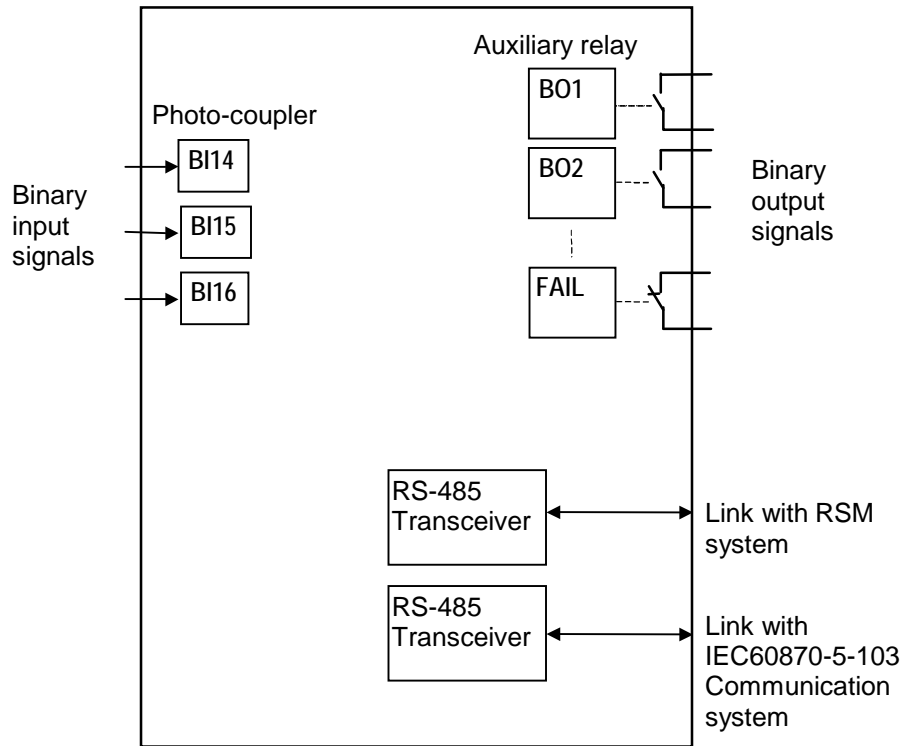 Auxiliary relay
BO1
BO2
FAIL
Photo-coupler
BI14
BI15
BI16
Binary
input
signals
Binary
output
signals
RS-485
Transceiver
Link with RSM
system
RS-485
Transceiver
Link with
IEC60870-5-103
Communication
system